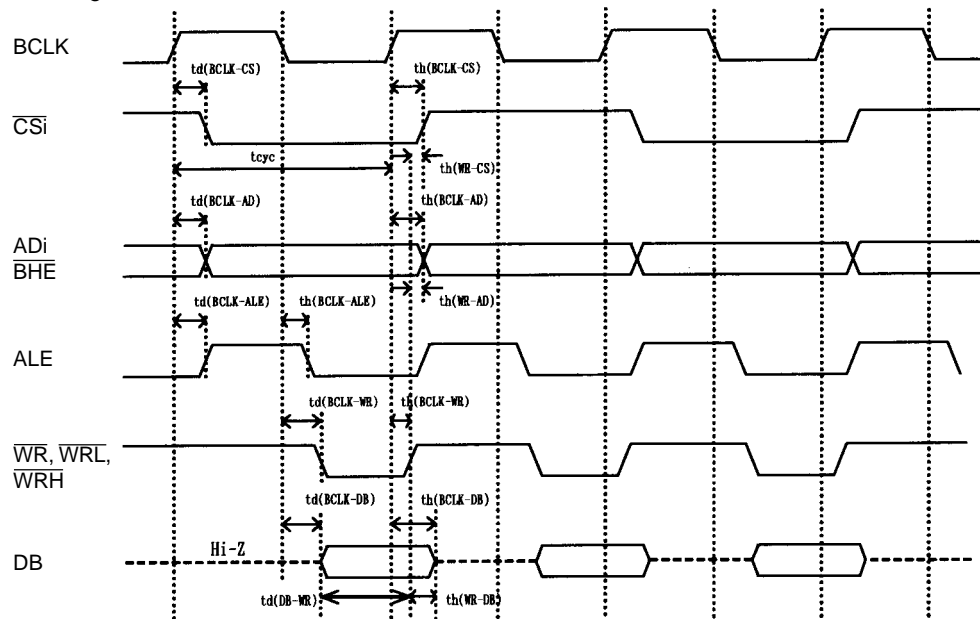 BCLK
td(BCLK-CS) th(BCLK-CS)
CSi
tcyc
th(WR-CS)
td(BCLK-AD) th(BCLK-AD)
ADi
BHE
th(WR-AD)
td(BCLK-ALE) th(BCLK-ALE)
ALE
td(BCLK-WR) th(BCLK-WR)
WR, WRL,
WRH
td(BCLK-DB) th(BCLK-DB)
Hi-Z
DB
td(DB-WR) th(WR-DB)